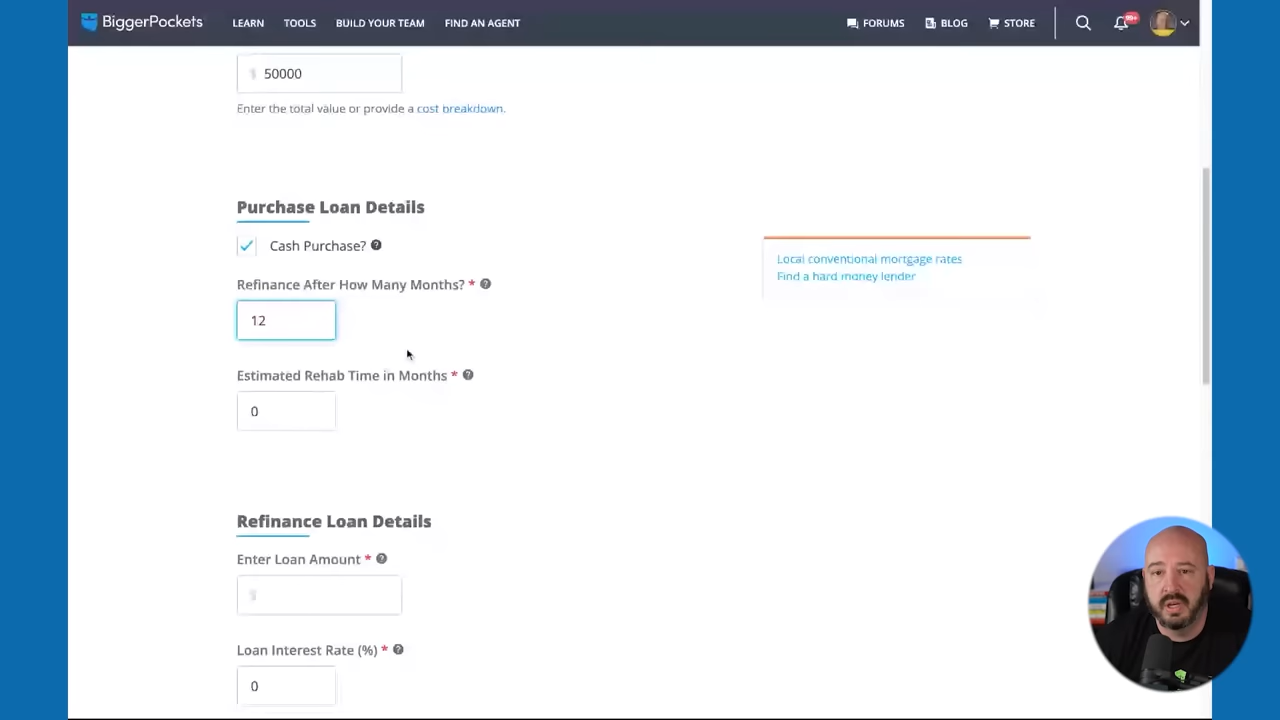 BiggerPockets
LEARN
TOOLS
BUILD YOUR TEAM
FIND AN AGENT
FORUMS
BLOG
STORE
99+
50000
Enter the total value or provide a cost breakdown.
Purchase Loan Details
Cash Purchase? ?
Local conventional mortgage rates
Find a hard money lender
Refinance After How Many Months? * ?
12
Estimated Rehab Time in Months * ?
0
Refinance Loan Details
Enter Loan Amount * ?
Loan Interest Rate (%) * ?
0